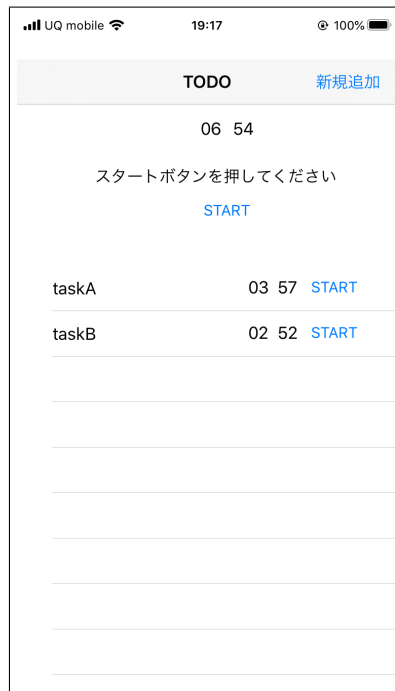 UQ mobile 19:17 100%
TODO 新規追加
06 54
スタートボタンを押してください
START
taskA 03 57 START
taskB 02 52 START